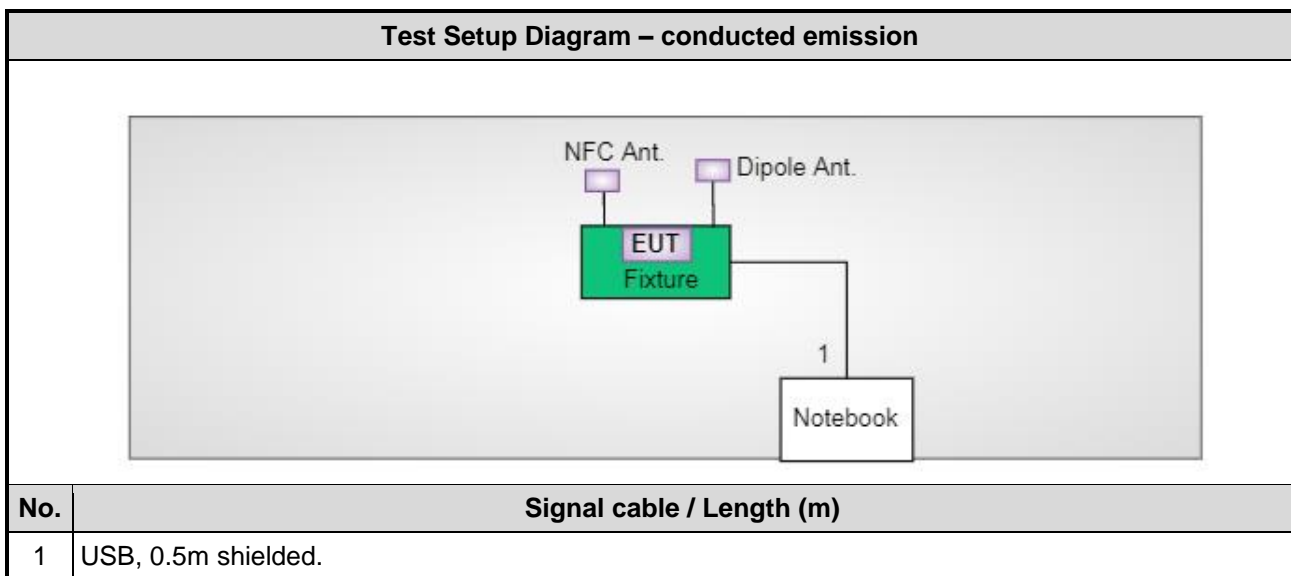 Test Setup Diagram – conducted emission
NFC Ant.
Dipole Ant.
EUT
Fixture
1
Notebook
No. Signal cable / Length (m)
1 USB, 0.5m shielded.